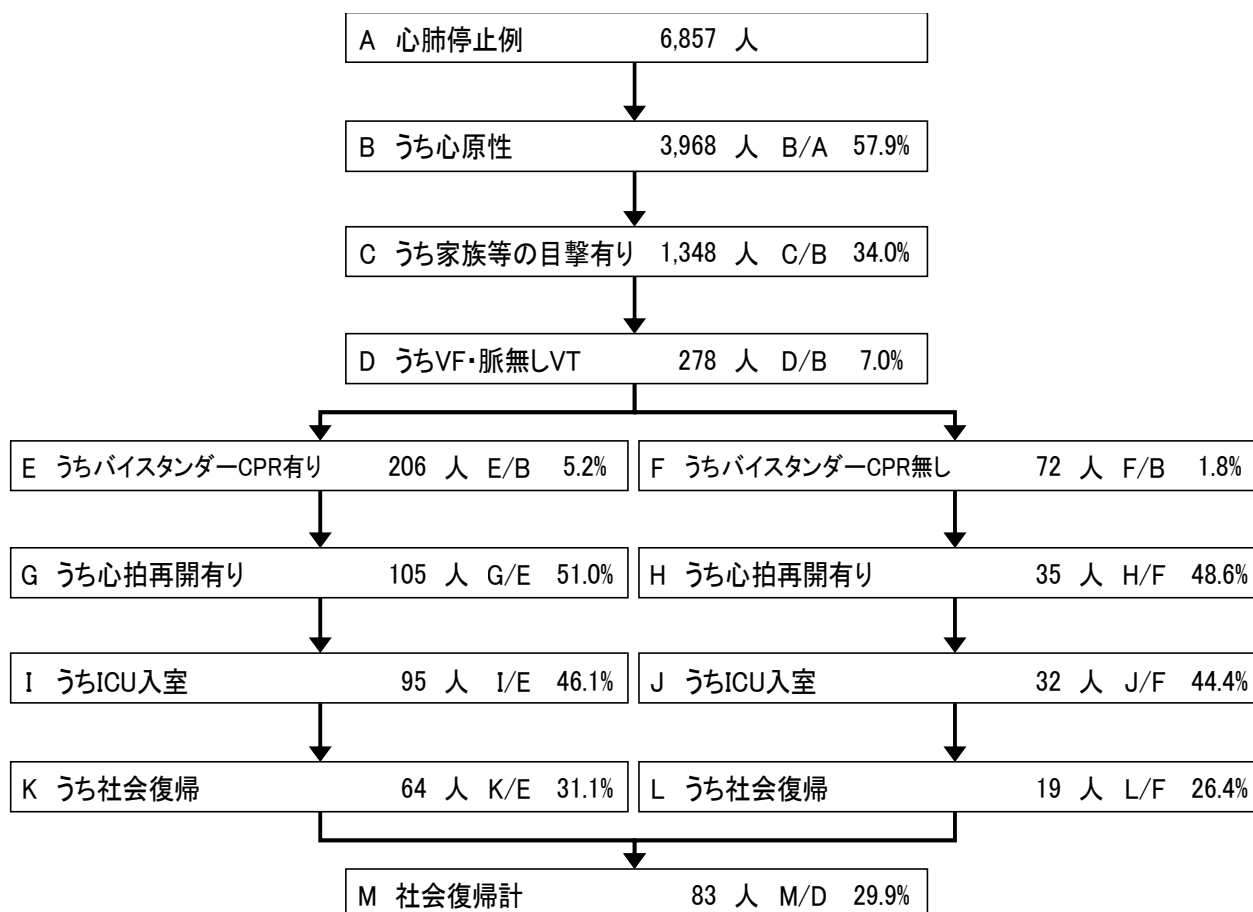 A 心肺停止例 6,857 人
B うち心原性 3,968 人 B/A 57.9%
C うち家族等の目撃有り 1,348 人 C/B 34.0%
D うちVF・脈無しVT 278 人 D/B 7.0%
E うちバイスタンダーCPR有り 206 人 E/B 5.2%
F うちバイスタンダーCPR無し 72 人 F/B 1.8%
G うち心拍再開有り 105 人 G/E 51.0%
H うち心拍再開有り 35 人 H/F 48.6%
I うちICU入室 95 人 I/E 46.1%
J うちICU入室 32 人 J/F 44.4%
K うち社会復帰 64 人 K/E 31.1%
L うち社会復帰 19 人 L/F 26.4%
M 社会復帰計 83 人 M/D 29.9%